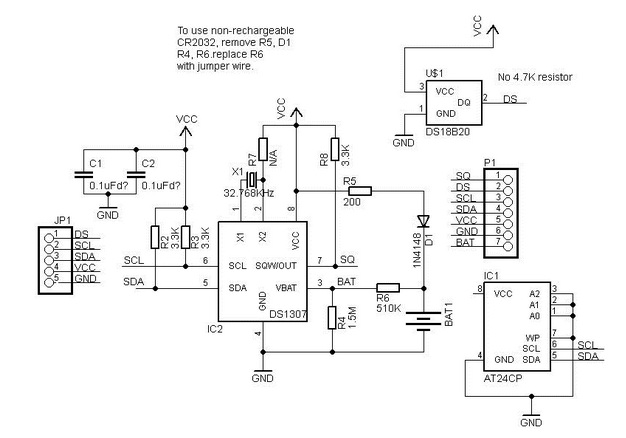 To use non-rechargeable
CR2032, remove R5, D1
R4, R6.replace R6
with jumper wire.
VCC
U$1
No 4.7K resistor
3
VCC
DQ
2
DS
1
GND
DS18B20
GND
VCC
C1
C2
0.1uFd?
0.1uFd?
GND
VCC
R7
N/A
R8
3.3K
X1
32.768KHz
R5
200
1N4148
D1
P1
SQ
1
DS
2
SCL
3
SDA
4
VCC
5
GND
6
BAT
7
JP1
1
DS
2
SCL
3
SDA
4
VCC
5
GND
R2
3.3K
R3
3.3K
1
2
8
X1
X2
VCC
SCL
6
SCL
SQW/OUT
7
SQ
SDA
5
SDA
GND
VBAT
3
BAT
DS1307
IC2
4
GND
R4
1.5M
R6
510K
BAT1
IC1
8
VCC
A2
3
A1
2
A0
1
WP
7
SCL
6
SCL
4
GND
SDA
5
SDA
AT24CP
GND